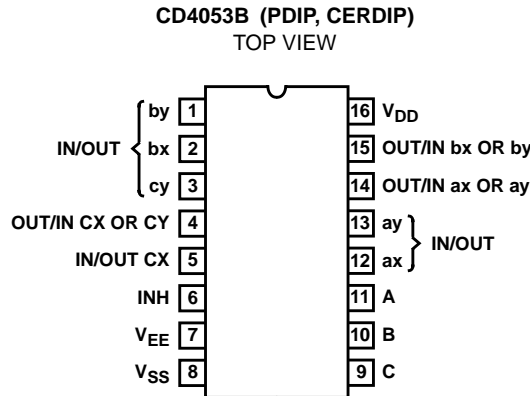 CD4053B (PDIP, CERDIP)
TOP VIEW
by 1
bx 2
cy 3
IN/OUT
OUT/IN CX OR CY 4
IN/OUT CX 5
INH 6
VEE 7
VSS 8
16 VDD
15 OUT/IN bx OR by
14 OUT/IN ax OR ay
13 ay
12 ax
IN/OUT
11 A
10 B
9 C